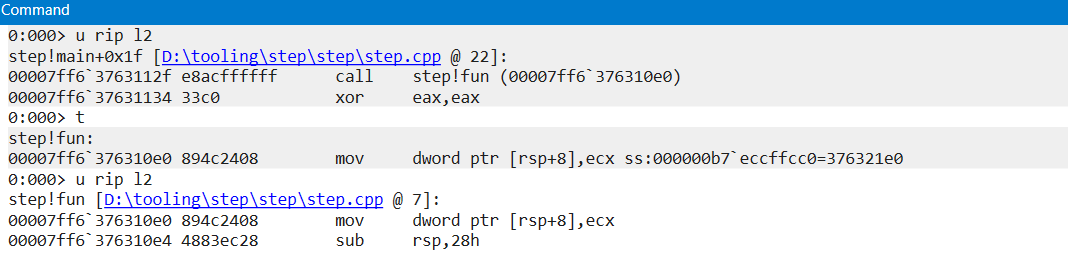 Command
0:000> u rip l2
step!main+0x1f [D:\tooling\step\step\step.cpp @ 22]:
00007ff6`3763112f e8acffffff      call    step!fun (00007ff6`376310e0)
00007ff6`37631134 33c0            xor     eax,eax
0:000> t
step!fun:
00007ff6`376310e0 894c2408        mov     dword ptr [rsp+8],ecx ss:000000b7`eccffcc0=376321e0
0:000> u rip l2
step!fun [D:\tooling\step\step\step.cpp @ 7]:
00007ff6`376310e0 894c2408        mov     dword ptr [rsp+8],ecx
00007ff6`376310e4 4883ec28        sub     rsp,28h